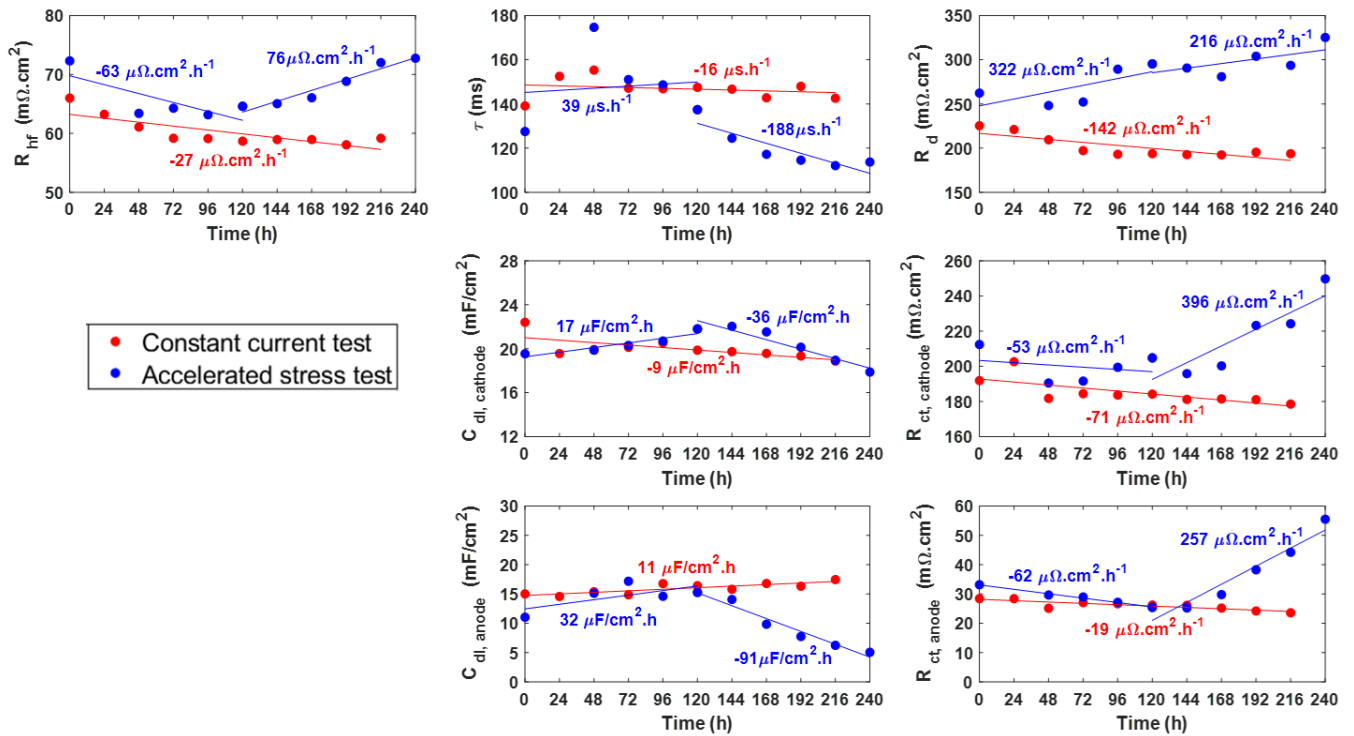 R hf (mΩ.cm²)
80
70
60
50
-63 μΩ.cm².h⁻¹
76μΩ.cm².h⁻¹
-27 μΩ.cm².h⁻¹
0 24 48 72 96 120 144 168 192 216 240
Time (h)
τ (ms)
180
160
140
120
100
-16 μs.h⁻¹
39 μs.h⁻¹
-188μs.h⁻¹
0 24 48 72 96 120 144 168 192 216 240
Time (h)
R d (mΩ.cm²)
350
300
250
200
150
216 μΩ.cm².h⁻¹
322 μΩ.cm².h⁻¹
-142 μΩ.cm².h⁻¹
0 24 48 72 96 120 144 168 192 216 240
Time (h)
Constant current test
Accelerated stress test
C dl, cathode (mF/cm²)
28
24
20
16
12
17 μF/cm².h
-36 μF/cm².h
-9 μF/cm².h
0 24 48 72 96 120 144 168 192 216 240
Time (h)
R ct, cathode (mΩ.cm²)
260
240
220
200
180
160
396 μΩ.cm².h⁻¹
-53 μΩ.cm².h⁻¹
-71 μΩ.cm².h⁻¹
0 24 48 72 96 120 144 168 192 216 240
Time (h)
C dl, anode (mF/cm²)
30
25
20
15
10
5
0
11 μF/cm².h
32 μF/cm².h
-91μF/cm².h
0 24 48 72 96 120 144 168 192 216 240
Time (h)
R ct, anode (mΩ.cm²)
60
50
40
30
20
10
0
257 μΩ.cm².h⁻¹
-62 μΩ.cm².h⁻¹
-19 μΩ.cm².h⁻¹
0 24 48 72 96 120 144 168 192 216 240
Time (h)